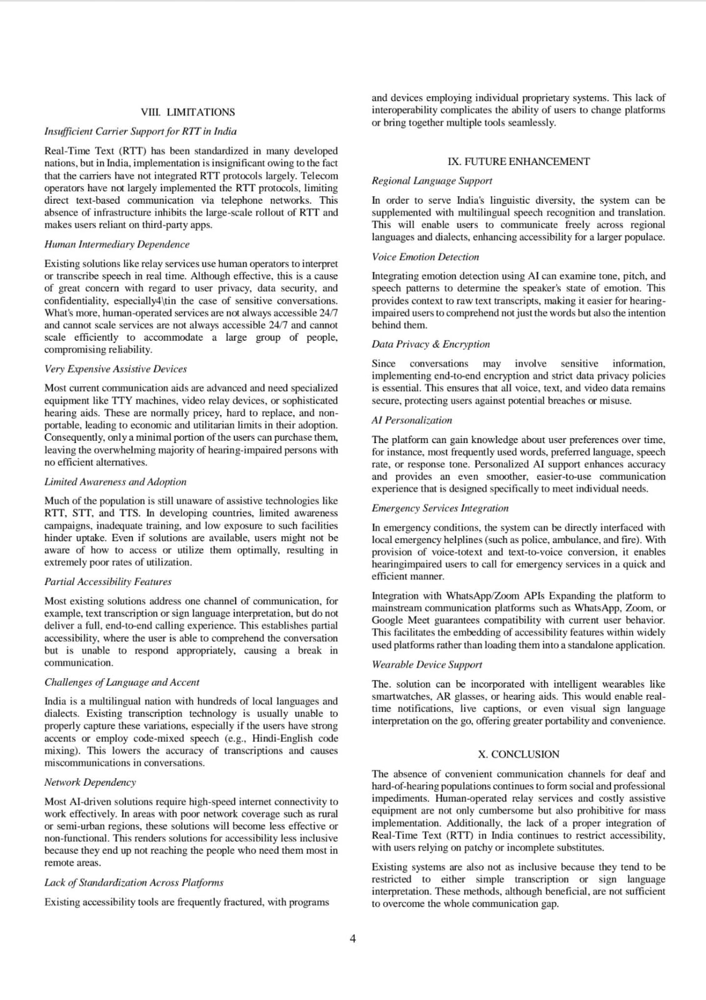 VIII. LIMITATIONS
Insufficient Carrier Support for RTT in India
Real-Time Text (RTT) has been standardized in many developed
nations, but in India, implementation is insignificant owing to the fact
that the carriers have not integrated RTT protocols largely. Telecom
operators have not largely implemented the RTT protocols, limiting
direct text-based communication via telephone networks. This
absence of infrastructure inhibits the large-scale rollout of RTT and
makes users reliant on third-party apps.
Human Intermediary Dependence
Existing solutions like relay services use human operators to interpret
or transcribe speech in real time. Although effective, this is a cause
of great concern with regard to user privacy, data security, and
confidentiality, especially4\tin the case of sensitive conversations.
What's more, human-operated services are not always accessible 24/7
and cannot scale services are not always accessible 24/7 and cannot
scale efficiently to accommodate a large group of people,
compromising reliability.
Very Expensive Assistive Devices
Most current communication aids are advanced and need specialized
equipment like TTY machines, video relay devices, or sophisticated
hearing aids. These are normally pricey, hard to replace, and non-
portable, leading to economic and utilitarian limits in their adoption.
Consequently, only a minimal portion of the users can purchase them,
leaving the overwhelming majority of hearing-impaired persons with
no efficient alternatives.
Limited Awareness and Adoption
Much of the population is still unaware of assistive technologies like
RTT, STT, and TTS. In developing countries, limited awareness
campaigns, inadequate training, and low exposure to such facilities
hinder uptake. Even if solutions are available, users might not be
aware of how to access or utilize them optimally, resulting in
extremely poor rates of utilization.
Partial Accessibility Features
Most existing solutions address one channel of communication, for
example, text transcription or sign language interpretation, but do not
deliver a full, end-to-end calling experience. This establishes partial
accessibility, where the user is able to comprehend the conversation
but is unable to respond appropriately, causing a break in
communication.
Challenges of Language and Accent
India is a multilingual nation with hundreds of local languages and
dialects. Existing transcription technology is usually unable to
properly capture these variations, especially if the users have strong
accents or employ code-mixed speech (e.g., Hindi-English code
mixing). This lowers the accuracy of transcriptions and causes
miscommunications in conversations.
Network Dependency
Most AI-driven solutions require high-speed internet connectivity to
work effectively. In areas with poor network coverage such as rural
or semi-urban regions, these solutions will become less effective or
non-functional. This renders solutions for accessibility less inclusive
because they end up not reaching the people who need them most in
remote areas.
Lack of Standardization Across Platforms
Existing accessibility tools are frequently fractured, with programs
and devices employing individual proprietary systems. This lack of
interoperability complicates the ability of users to change platforms
or bring together multiple tools seamlessly.
IX. FUTURE ENHANCEMENT
Regional Language Support
In order to serve India's linguistic diversity, the system can be
supplemented with multilingual speech recognition and translation.
This will enable users to communicate freely across regional
languages and dialects, enhancing accessibility for a larger populace.
Voice Emotion Detection
Integrating emotion detection using AI can examine tone, pitch, and
speech patterns to determine the speaker's state of emotion. This
provides context to raw text transcripts, making it easier for hearing-
impaired users to comprehend not just the words but also the intention
behind them.
Data Privacy & Encryption
Since conversations may involve sensitive information,
implementing end-to-end encryption and strict data privacy policies
is essential. This ensures that all voice, text, and video data remains
secure, protecting users against potential breaches or misuse.
AI Personalization
The platform can gain knowledge about user preferences over time,
for instance, most frequently used words, preferred language, speech
rate, or response tone. Personalized AI support enhances accuracy
and provides an even smoother, easier-to-use communication
experience that is designed specifically to meet individual needs.
Emergency Services Integration
In emergency conditions, the system can be directly interfaced with
local emergency helplines (such as police, ambulance, and fire). With
provision of voice-totext and text-to-voice conversion, it enables
hearingimpaired users to call for emergency services in a quick and
efficient manner.
Integration with WhatsApp/Zoom APIs Expanding the platform to
mainstream communication platforms such as WhatsApp, Zoom, or
Google Meet guarantees compatibility with current user behavior.
This facilitates the embedding of accessibility features within widely
used platforms rather than loading them into a standalone application.
Wearable Device Support
The. solution can be incorporated with intelligent wearables like
smartwatches, AR glasses, or hearing aids. This would enable real-
time notifications, live captions, or even visual sign language
interpretation on the go, offering greater portability and convenience.
X. CONCLUSION
The absence of convenient communication channels for deaf and
hard-of-hearing populations continues to form social and professional
impediments. Human-operated relay services and costly assistive
equipment are not only cumbersome but also prohibitive for mass
implementation. Additionally, the lack of a proper integration of
Real-Time Text (RTT) in India continues to restrict accessibility,
with users relying on patchy or incomplete substitutes.
Existing systems are also not as inclusive because they tend to be
restricted to either simple transcription or sign language
interpretation. These methods, although beneficial, are not sufficient
to overcome the whole communication gap.
4